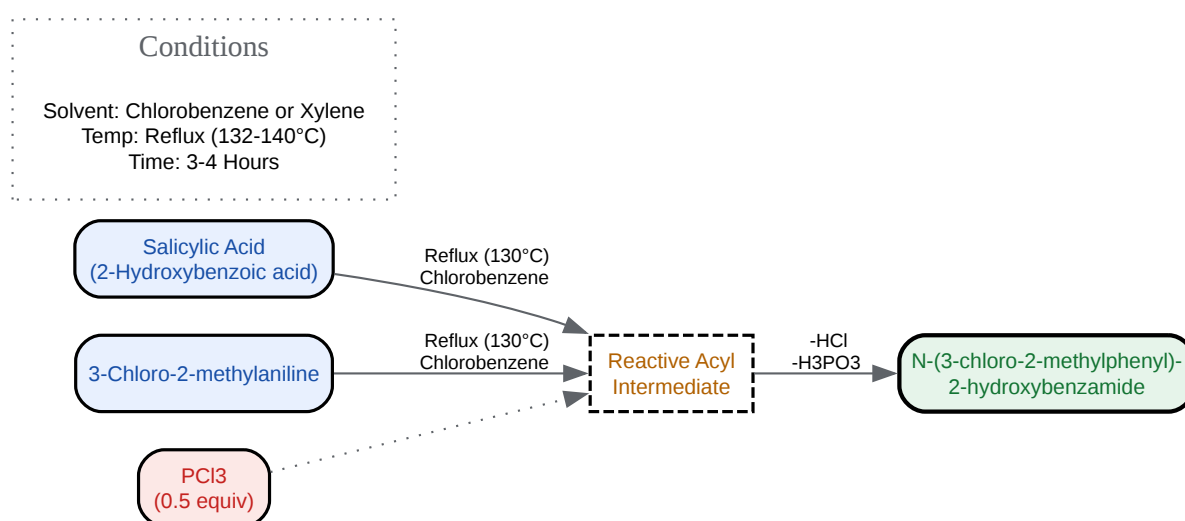 Conditions
Solvent: Chlorobenzene or Xylene
Temp: Reflux (132-140°C)
Time: 3-4 Hours
Salicylic Acid
(2-Hydroxybenzoic acid)
Reflux (130°C)
Chlorobenzene
3-Chloro-2-methylaniline
Reflux (130°C)
Chlorobenzene
Reactive Acyl
Intermediate
-HCl
-H3PO3
N-(3-chloro-2-methylphenyl)-
2-hydroxybenzamide
PCl3
(0.5 equiv)